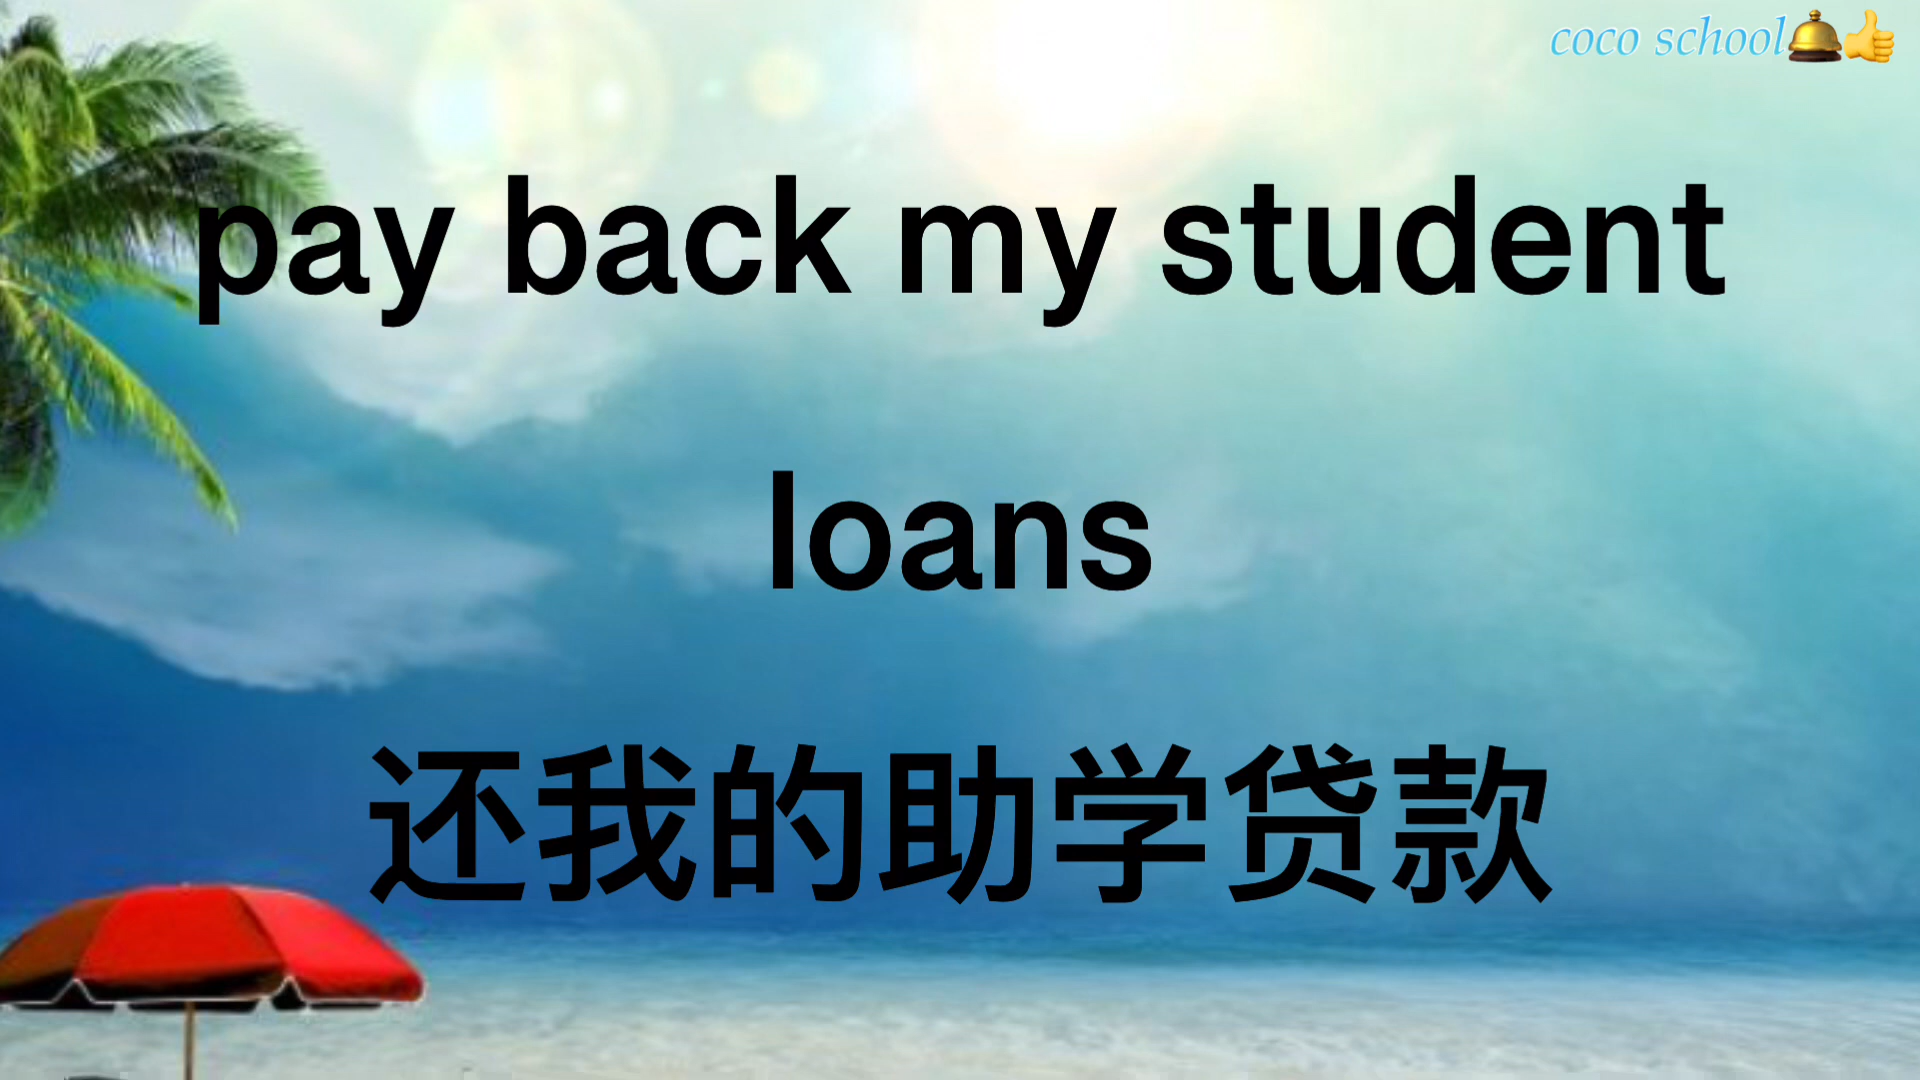 coco school🛎️👍
pay back my student
loans
还我的助学贷款